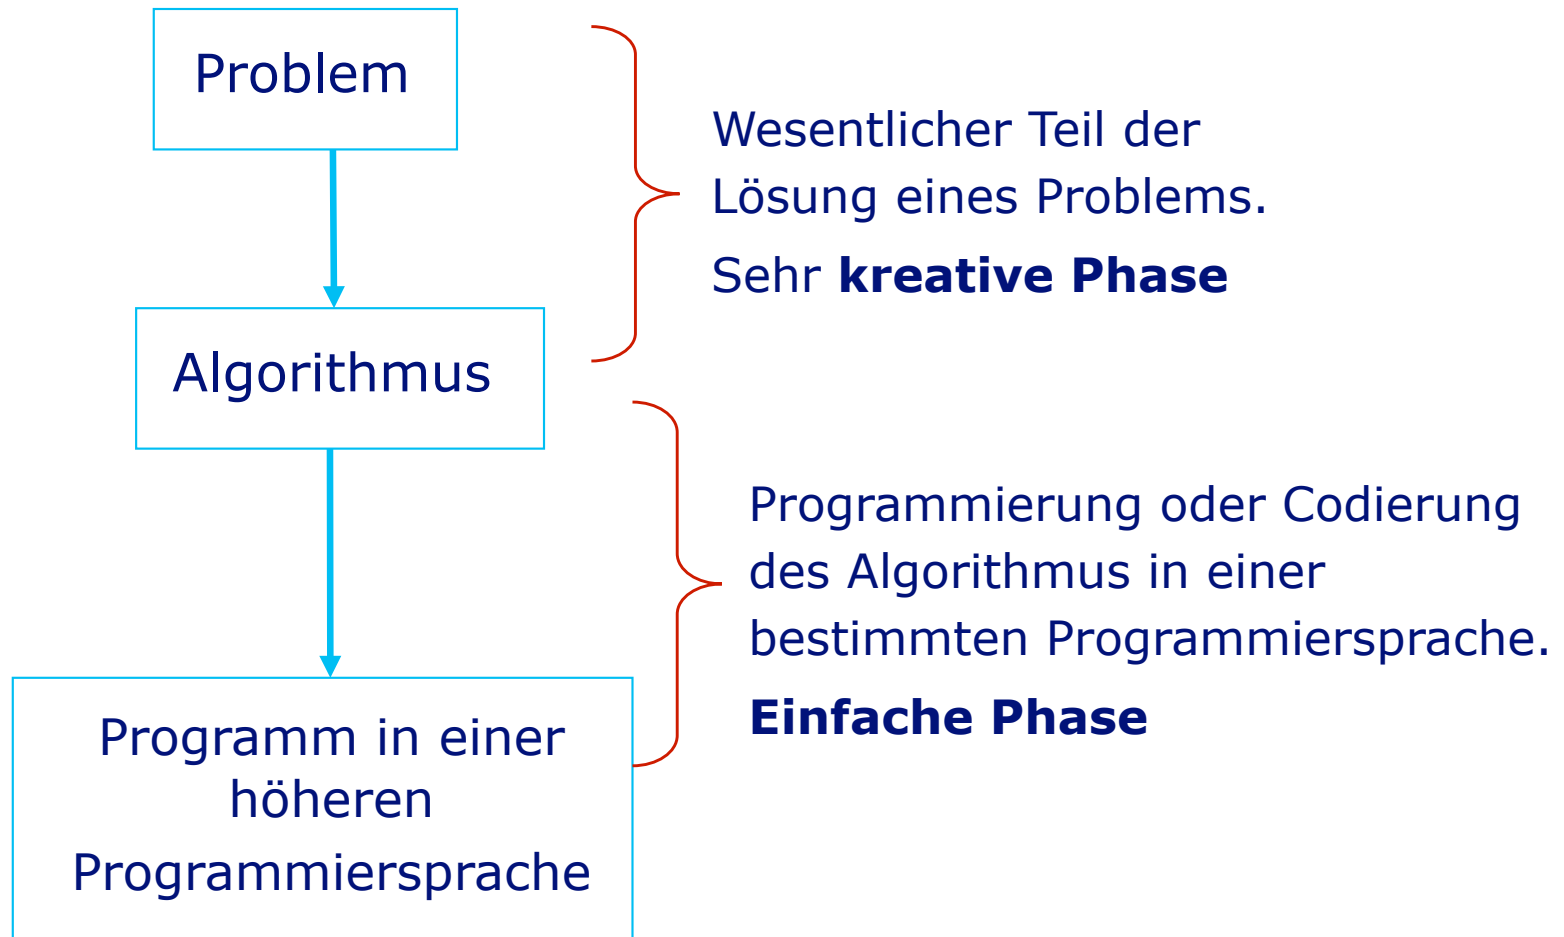 Problem
Wesentlicher Teil der
Lösung eines Problems.
Sehr kreative Phase
Algorithmus
Programmierung oder Codierung
des Algorithmus in einer
bestimmten Programmiersprache.
Einfache Phase
Programm in einer
höheren
Programmiersprache